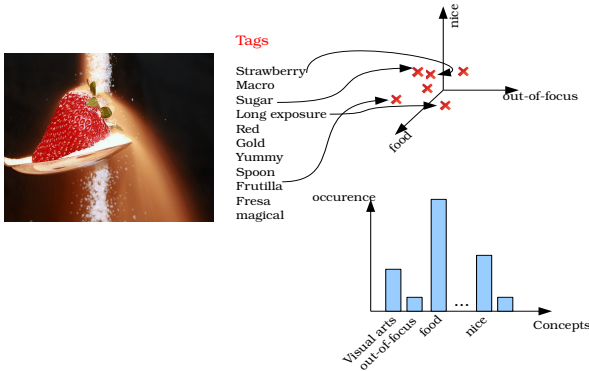 Tags
Strawberry
Macro
Sugar
Long exposure
Red
Gold
Yummy
Spoon
Frutilla
Fresa
magical
nice
out-of-focus
food
occurence
...
Visual arts
out-of-focus
food
nice
Concepts